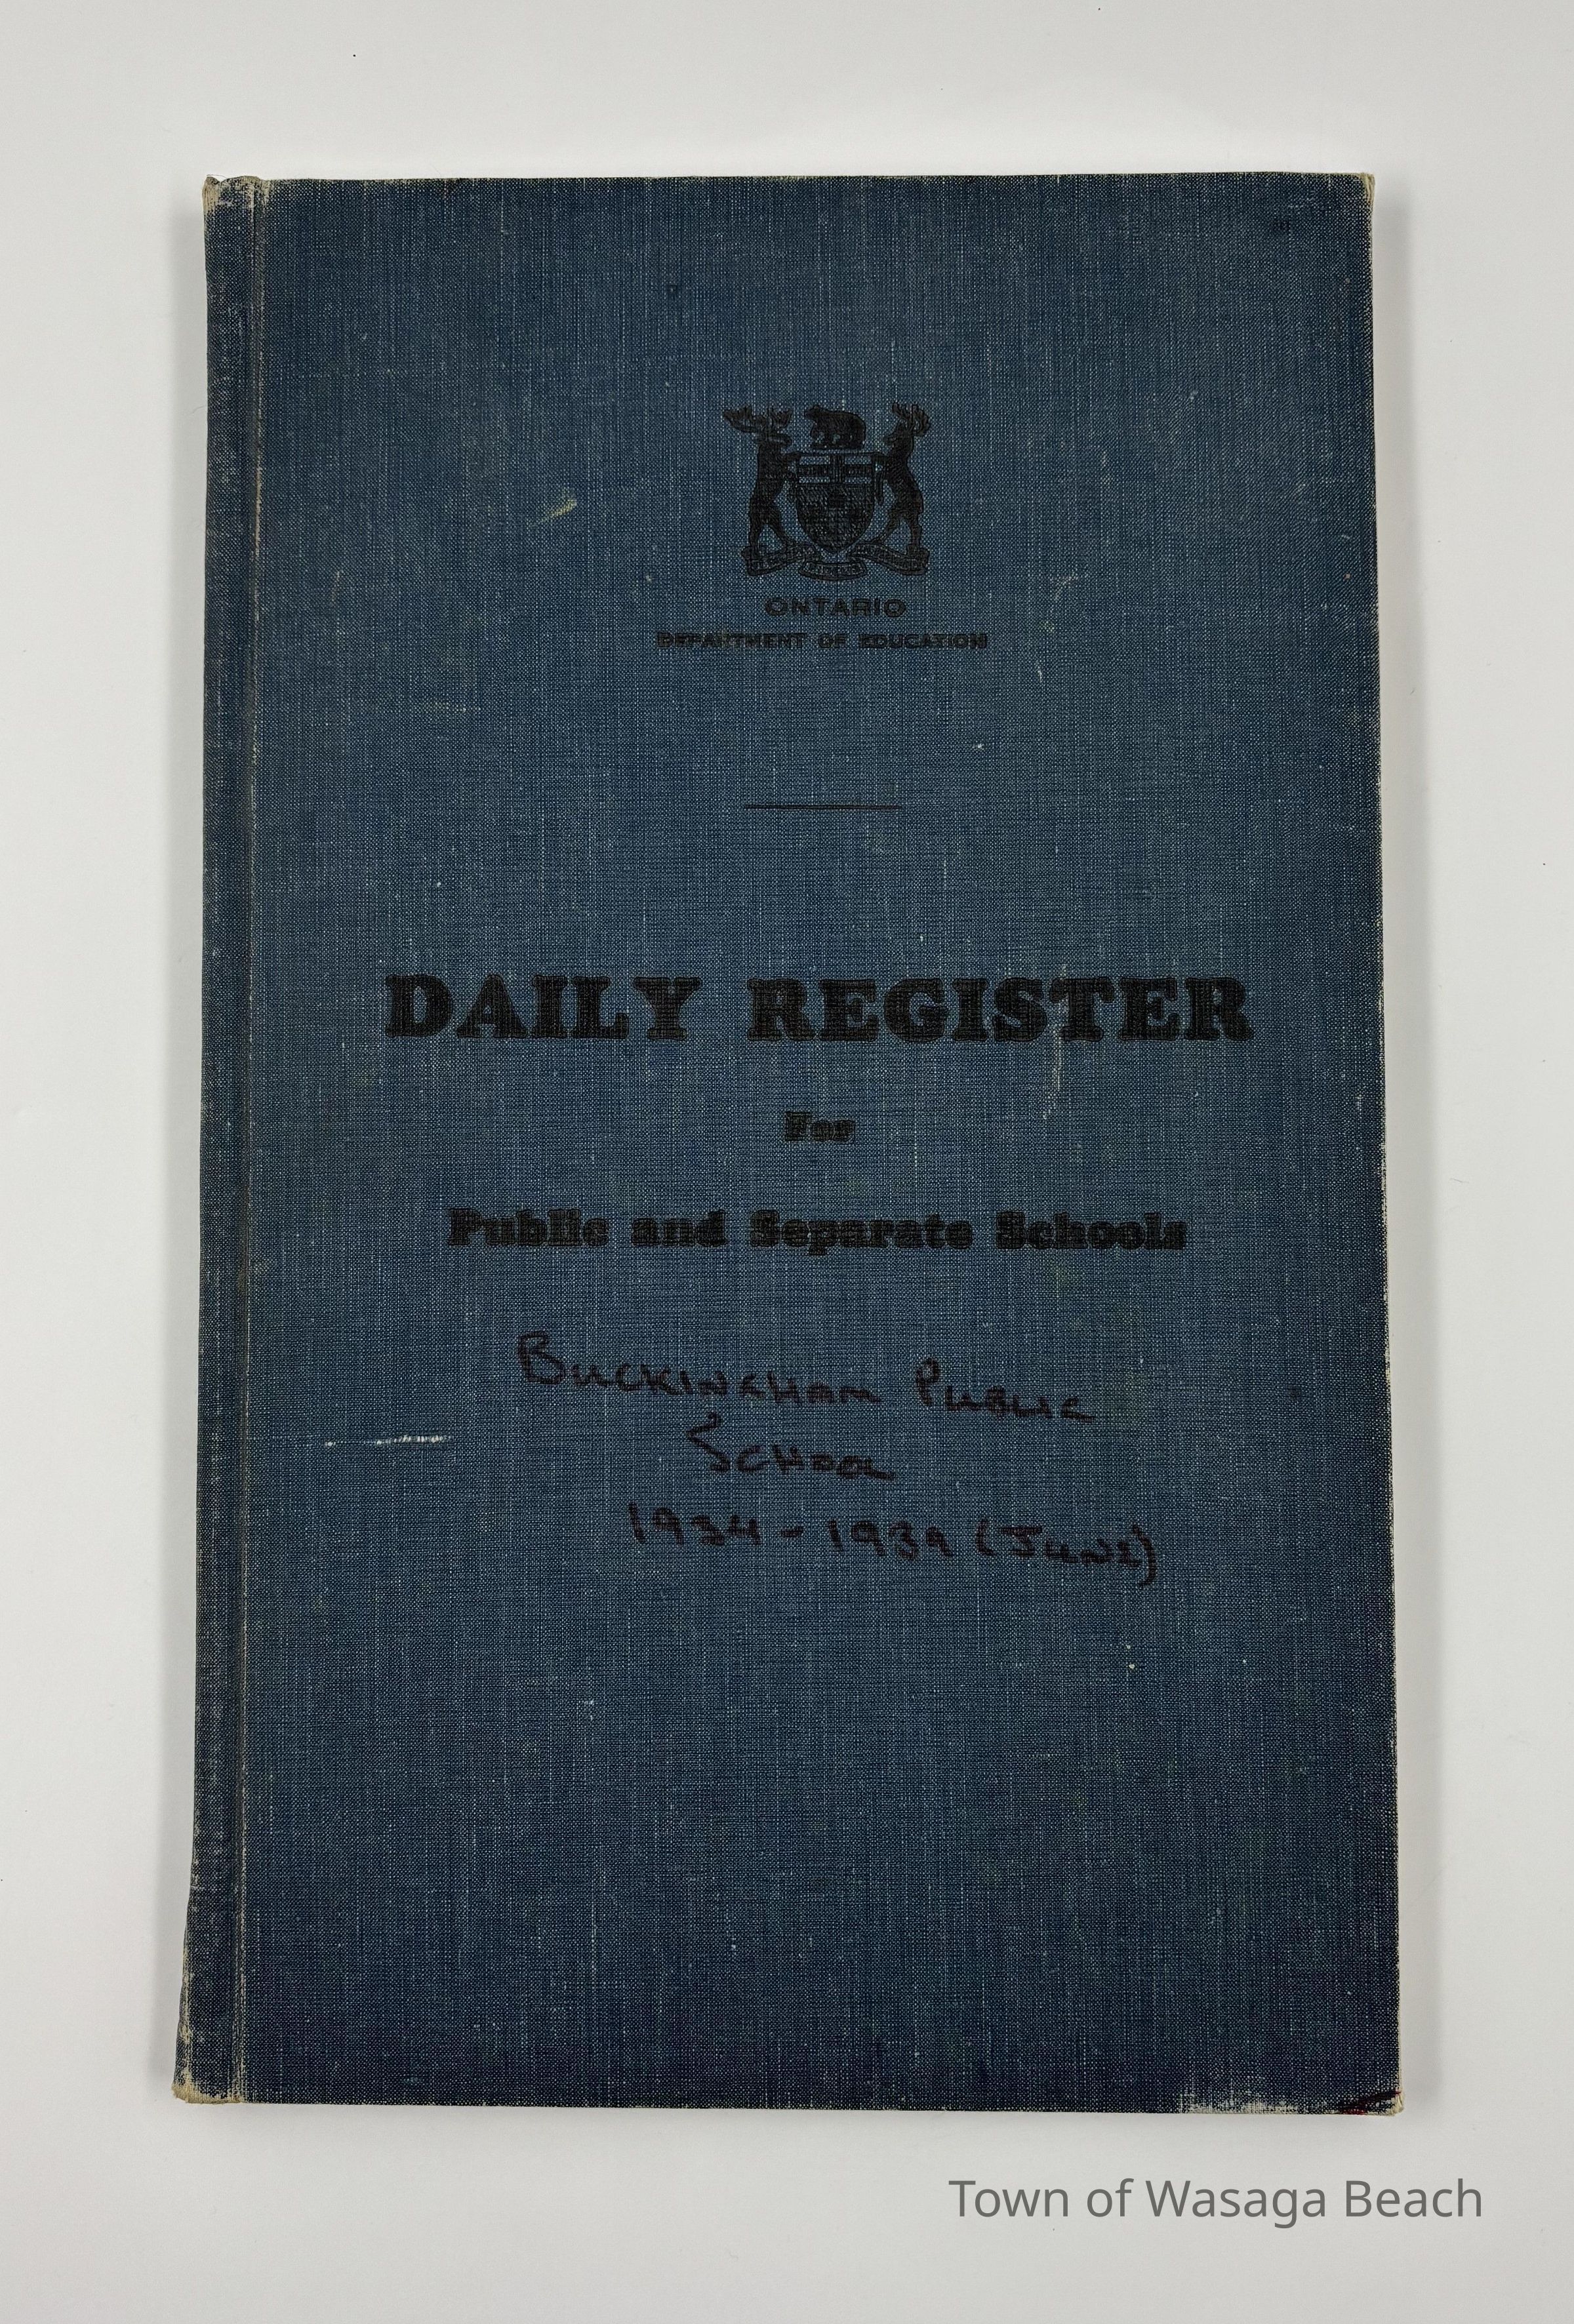 ONTARIO
DEPARTMENT OF EDUCATION
DAILY REGISTER
For
Public and Separate Schools
BUCKINGHAM PUBLIC
SCHOOL
1934-1939 (JUNE)
Town of Wasaga Beach